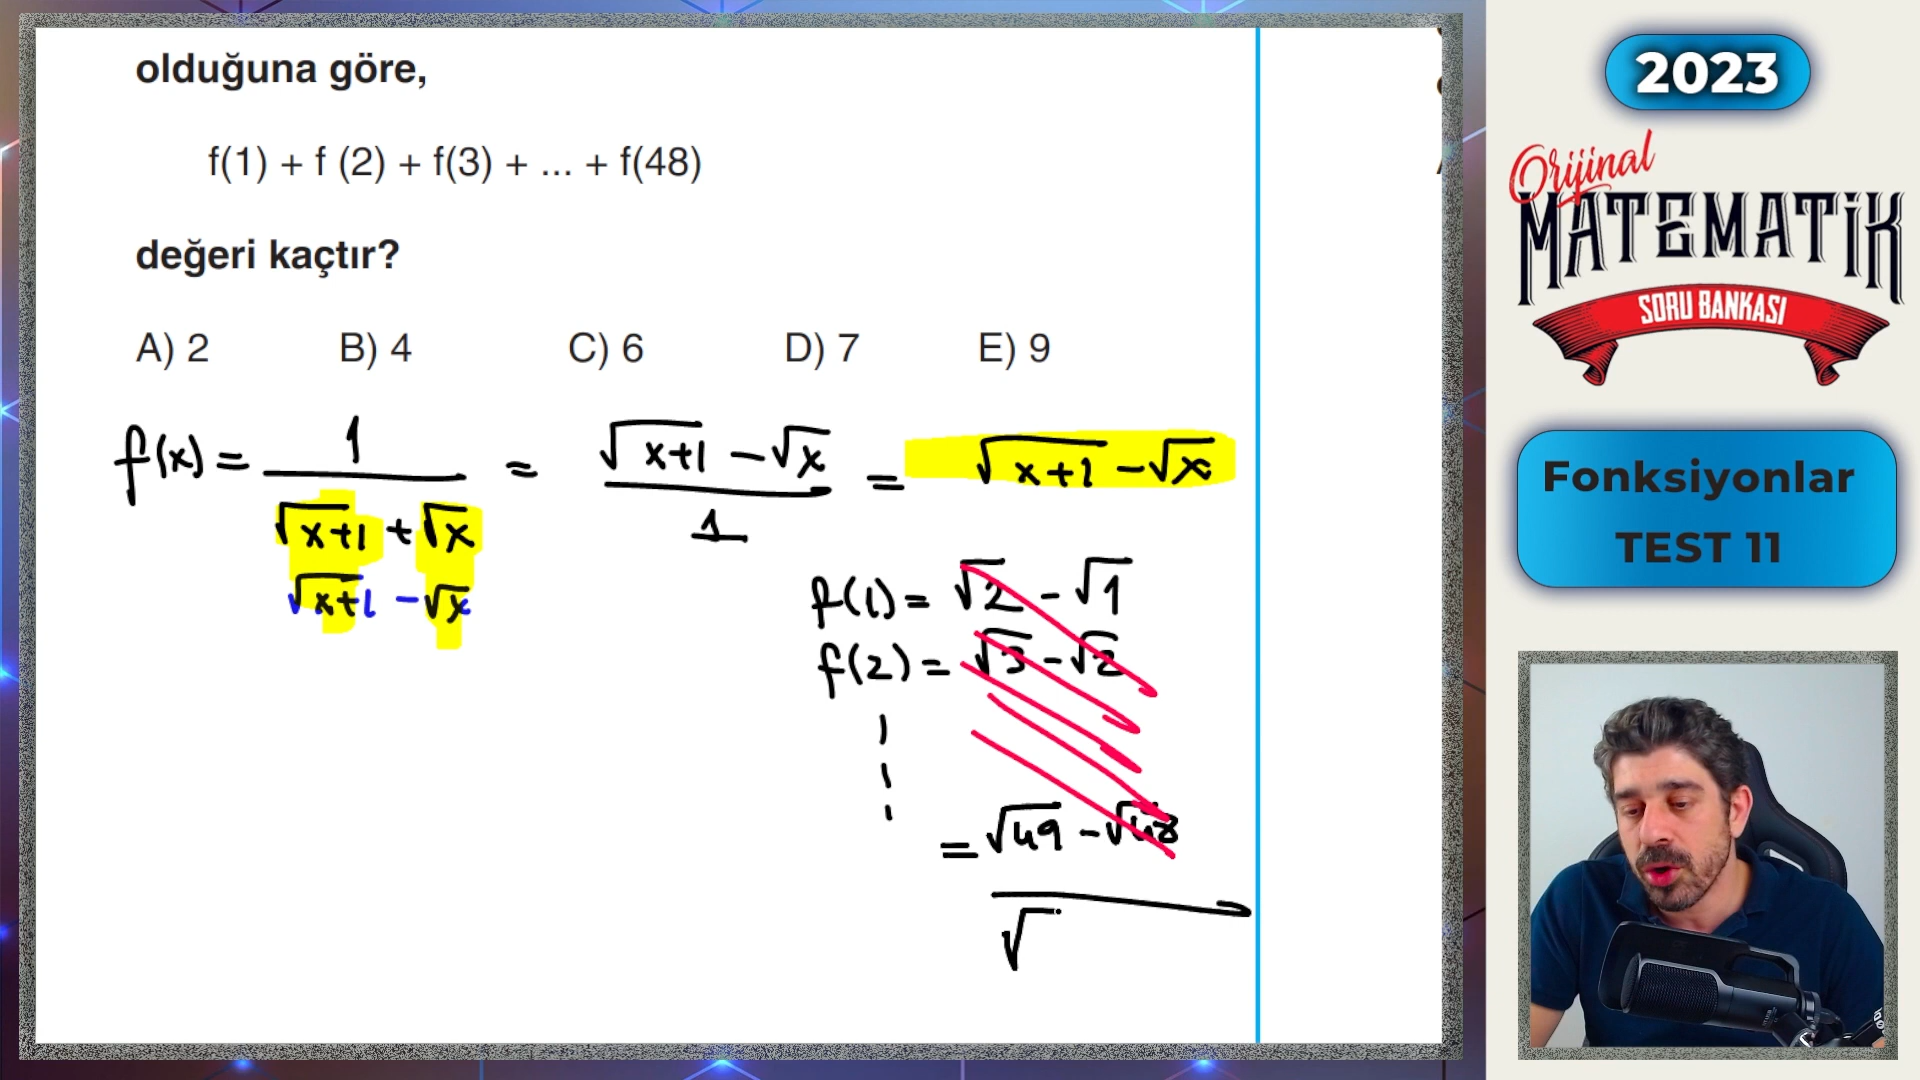 olduğuna göre,
f(1) + f (2) + f(3) + ... + f(48)
değeri kaçtır?
A) 2 B) 4 C) 6 D) 7 E) 9
f(x) = 1 / (√x+1 + √x) = (√x+1 − √x) / 1 = √x+1 − √x
√x+1 − √x
f(1) = √2 − √1
f(2) = √3 − √2
= √49 − √48
√
2023
Orijinal
MATEMATİK
SORU BANKASI
Fonksiyonlar
TEST 11